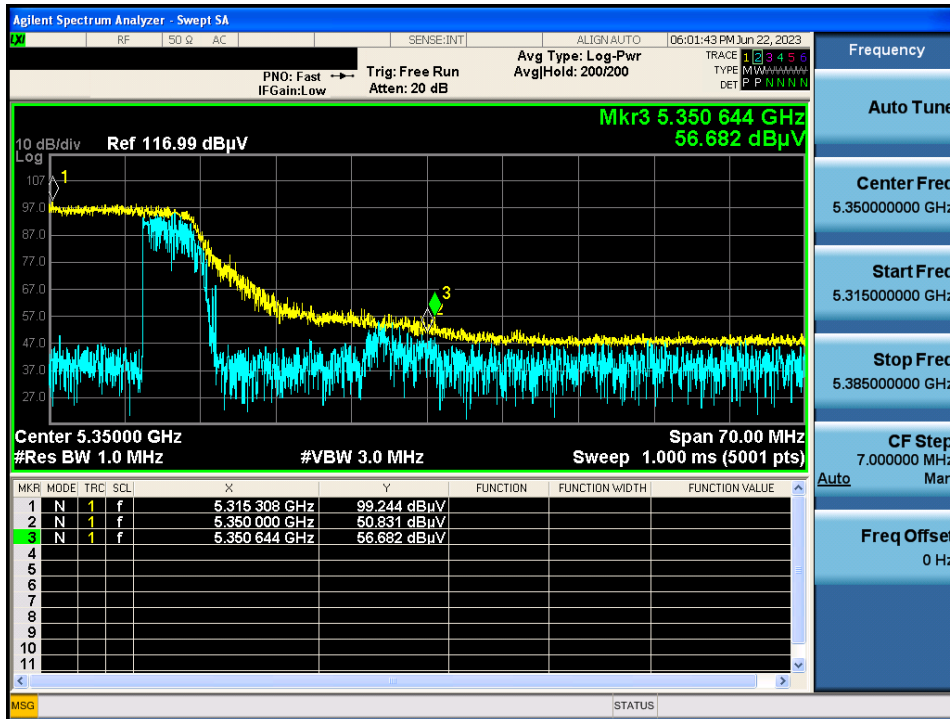 Agilent Spectrum Analyzer - Swept SA
LXI RF 50 Ω AC SENSE:INT ALIGN AUTO 06:01:43 PM Jun 22, 2023
Frequency
PNO: Fast
IFGain:Low
Trig: Free Run
Atten: 20 dB
Avg Type: Log-Pwr
Avg|Hold: 200/200
TRACE 1 2 3 4 5 6
TYPE M
DET P P N N N N
Auto Tune
Mkr3 5.350 644 GHz
56.682 dBµV
10 dB/div Ref 116.99 dBµV
Log
107
97.0
87.0
77.0
67.0
57.0
47.0
37.0
27.0
1
3
Center 5.35000 GHz Span 70.00 MHz
#Res BW 1.0 MHz #VBW 3.0 MHz Sweep 1.000 ms (5001 pts)
Center Freq
5.350000000 GHz
Start Freq
5.315000000 GHz
Stop Freq
5.385000000 GHz
CF Step
7.000000 MHz
Auto Man
Freq Offset
0 Hz
MKR MODE TRC SCL X Y FUNCTION FUNCTION WIDTH FUNCTION VALUE
1 N 1 f 5.315 308 GHz 99.244 dBµV
2 N 1 f 5.350 000 GHz 50.831 dBµV
3 N 1 f 5.350 644 GHz 56.682 dBµV
4
5
6
7
8
9
10
11
MSG STATUS